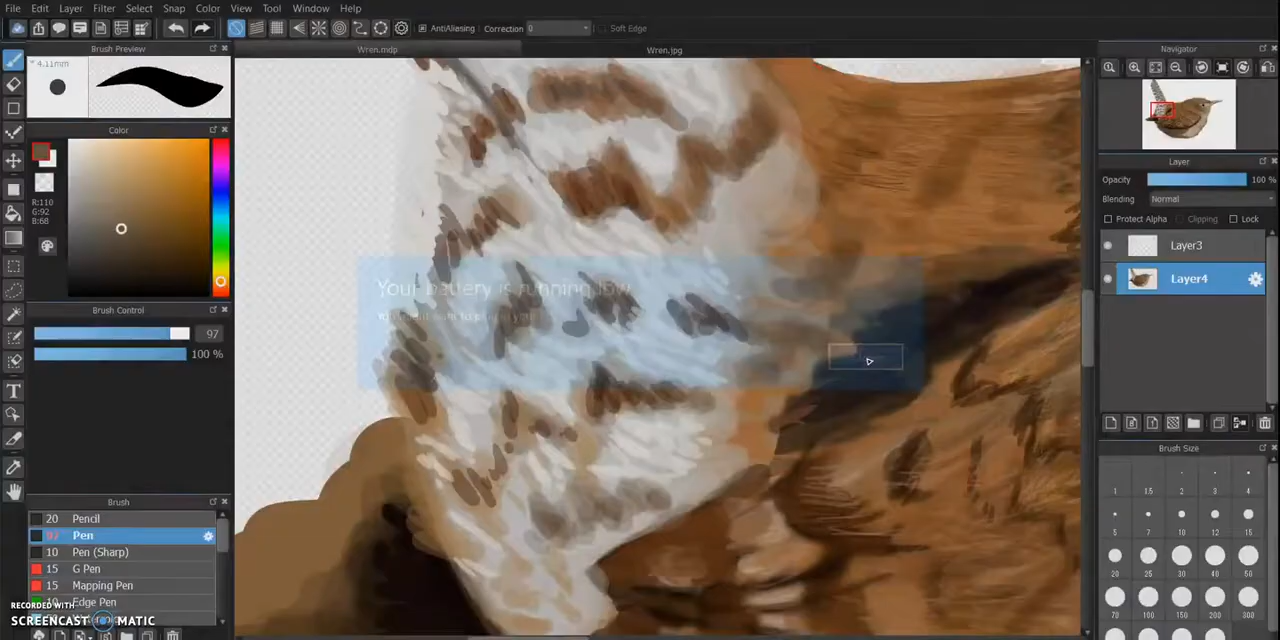 File Edit Layer Filter Select Snap Color View Tool Window Help
AntiAliasing Correction 0 Soft Edge
Brush Preview
Wren.mdp Wren.jpg
Navigator
* 4.11mm
Color
R:110
G:92
B:68
Layer
Opacity 100 %
Blending Normal
Protect Alpha Clipping Lock
Layer3
Layer4
Your battery is running low
Brush Control
97
100 %
Brush
20 Pencil
97 Pen
10 Pen (Sharp)
15 G Pen
15 Mapping Pen
10 Edge Pen
RECORDED WITH
SCREENCAST MATIC
Brush Size
1 1.5 2 3 4
5 7 10 12 15
20 25 30 40 50
70 100 150 200 300